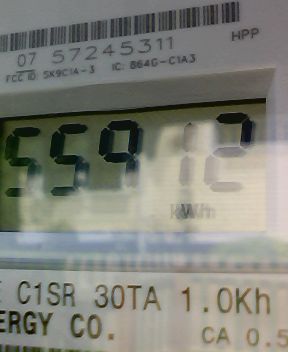 07 57245311 HPP
FCC ID: SK9C1A-3 IC: 864G-C1A3
55912
kWh
C1SR 30TA 1.0Kh
ERGY CO. CA 0.5